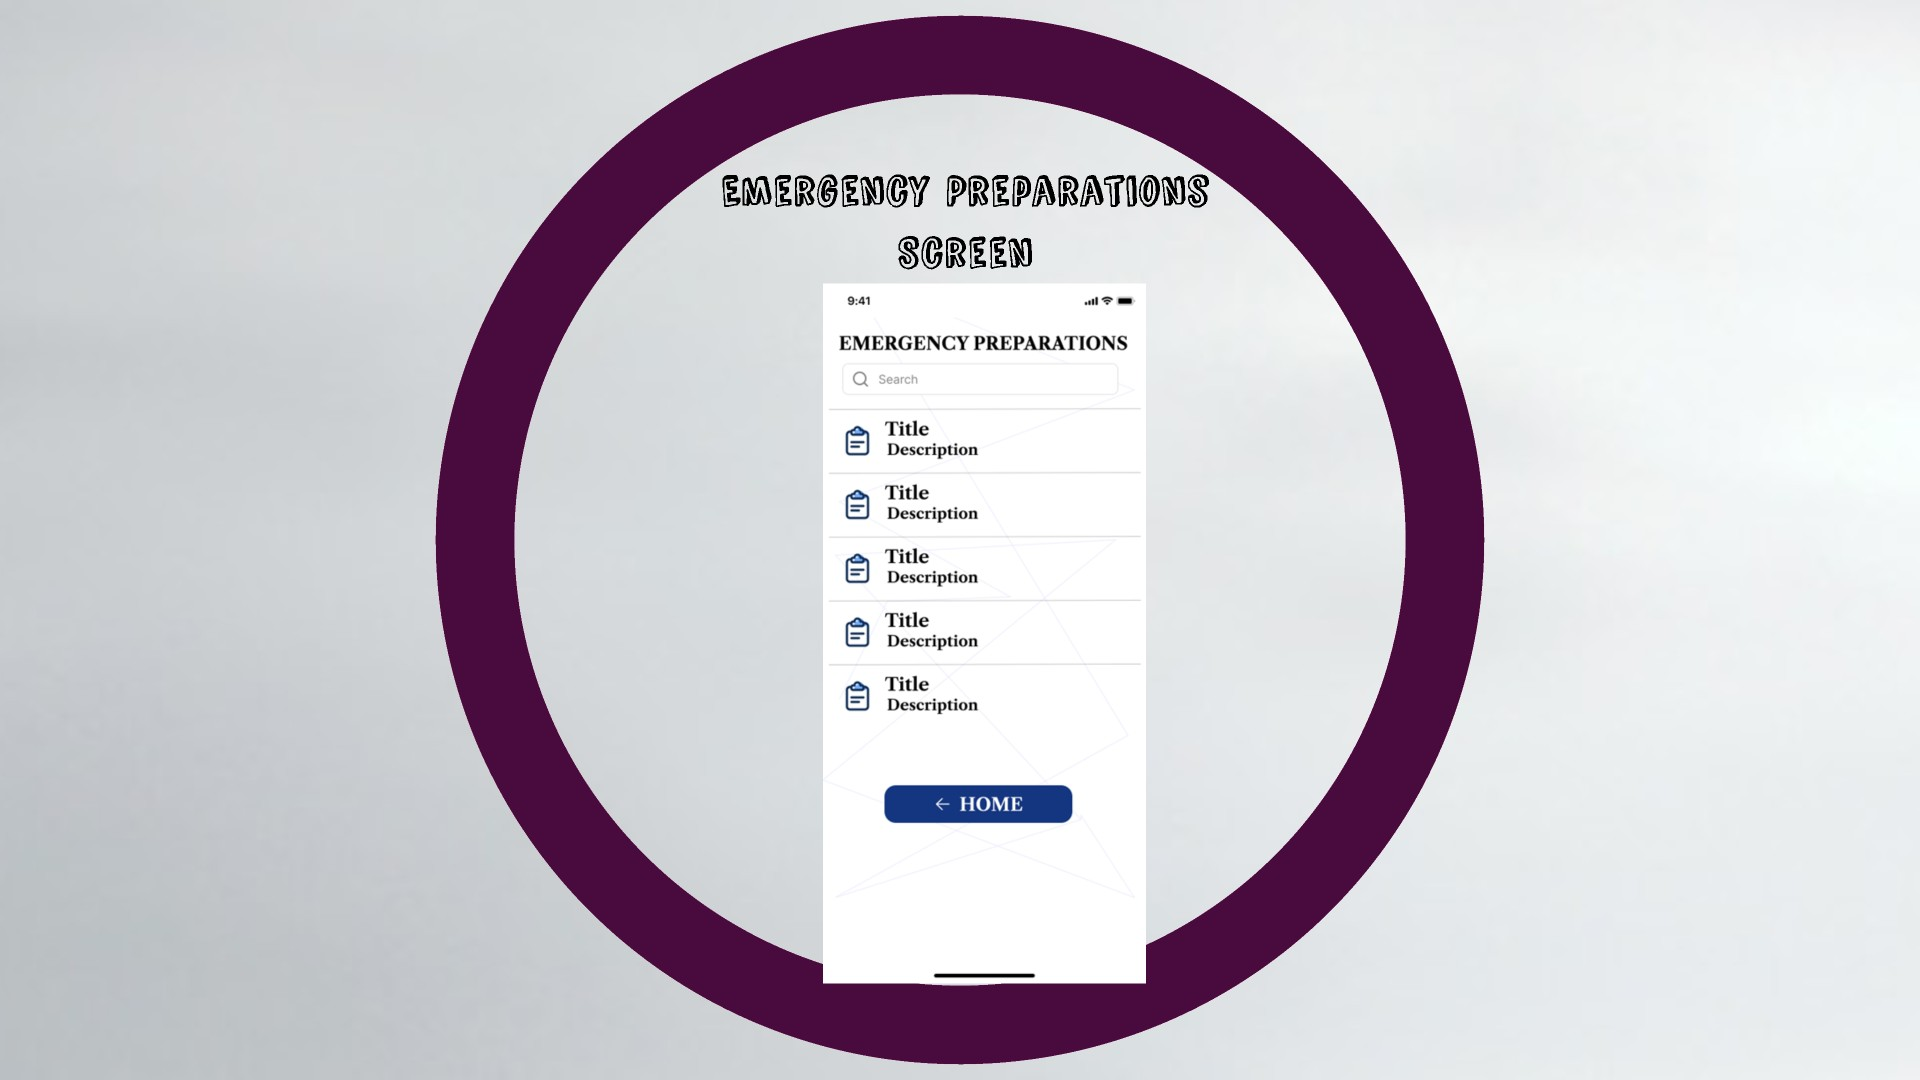 EMERGENCY PREPARATIONS
SCREEN
9:41
EMERGENCY PREPARATIONS
Search
Title
Description
Title
Description
Title
Description
Title
Description
Title
Description
← HOME